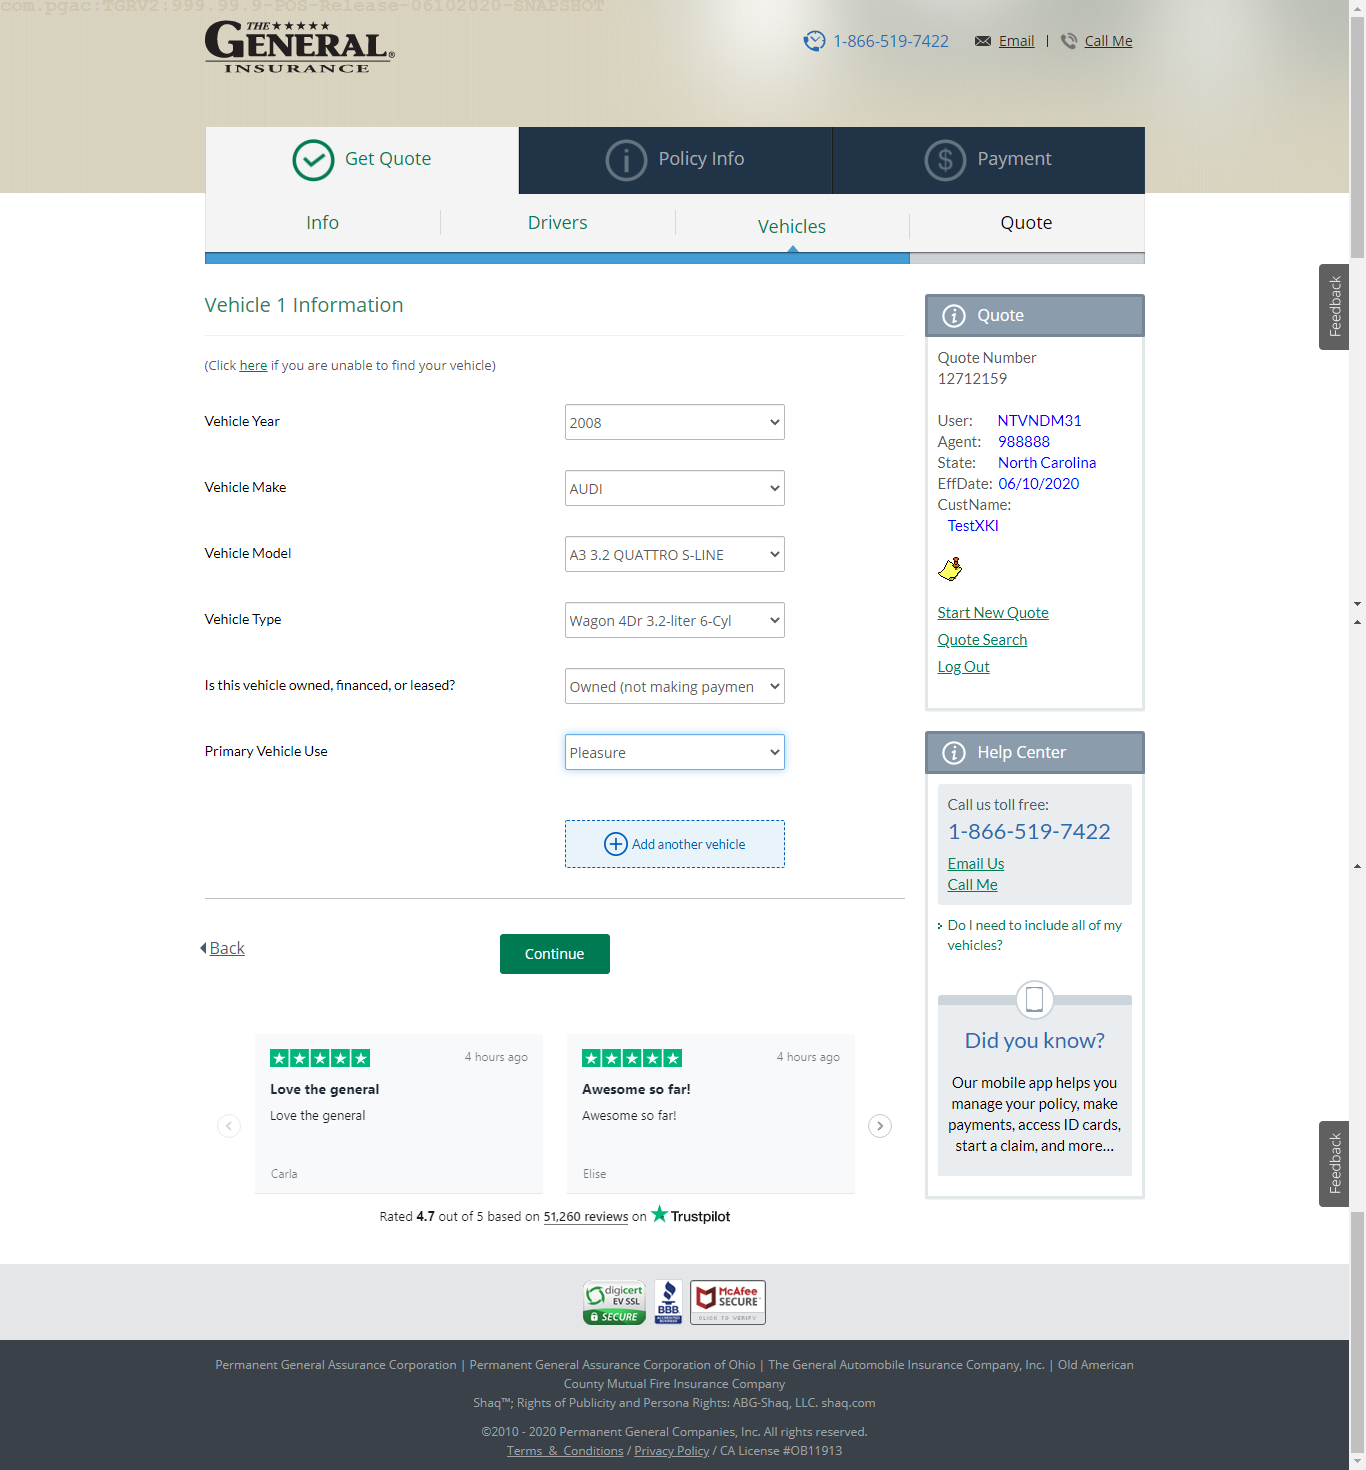 com.pgac:TGRV2:999.99.9-POS-Release-06102020-SNAPSHOT
THE
GENERAL®
INSURANCE
1-866-519-7422 Email | Call Me
Get Quote Policy Info Payment
Info Drivers Vehicles Quote
Vehicle 1 Information
(Click here if you are unable to find your vehicle)
Vehicle Year 2008
Vehicle Make AUDI
Vehicle Model A3 3.2 QUATTRO S-LINE
Vehicle Type Wagon 4Dr 3.2-liter 6-Cyl
Is this vehicle owned, financed, or leased? Owned (not making paymen
Primary Vehicle Use Pleasure
Add another vehicle
Back
Continue
Quote
Quote Number
12712159
User: NTVNDM31
Agent: 988888
State: North Carolina
EffDate: 06/10/2020
CustName:
TestXKI
Start New Quote
Quote Search
Log Out
Help Center
Call us toll free:
1-866-519-7422
Email Us
Call Me
Do I need to include all of my
vehicles?
Did you know?
Our mobile app helps you
manage your policy, make
payments, access ID cards,
start a claim, and more...
Feedback
Feedback
4 hours ago
Love the general
Love the general
Carla
4 hours ago
Awesome so far!
Awesome so far!
Elise
Rated 4.7 out of 5 based on 51,260 reviews on Trustpilot
digicert
EV SSL
SECURE
BBB
ACCREDITED
BUSINESS
McAfee
SECURE
CLICK TO VERIFY
Permanent General Assurance Corporation | Permanent General Assurance Corporation of Ohio | The General Automobile Insurance Company, Inc. | Old American
County Mutual Fire Insurance Company
Shaq™; Rights of Publicity and Persona Rights: ABG-Shaq, LLC. shaq.com
©2010 - 2020 Permanent General Companies, Inc. All rights reserved.
Terms & Conditions / Privacy Policy / CA License #OB11913